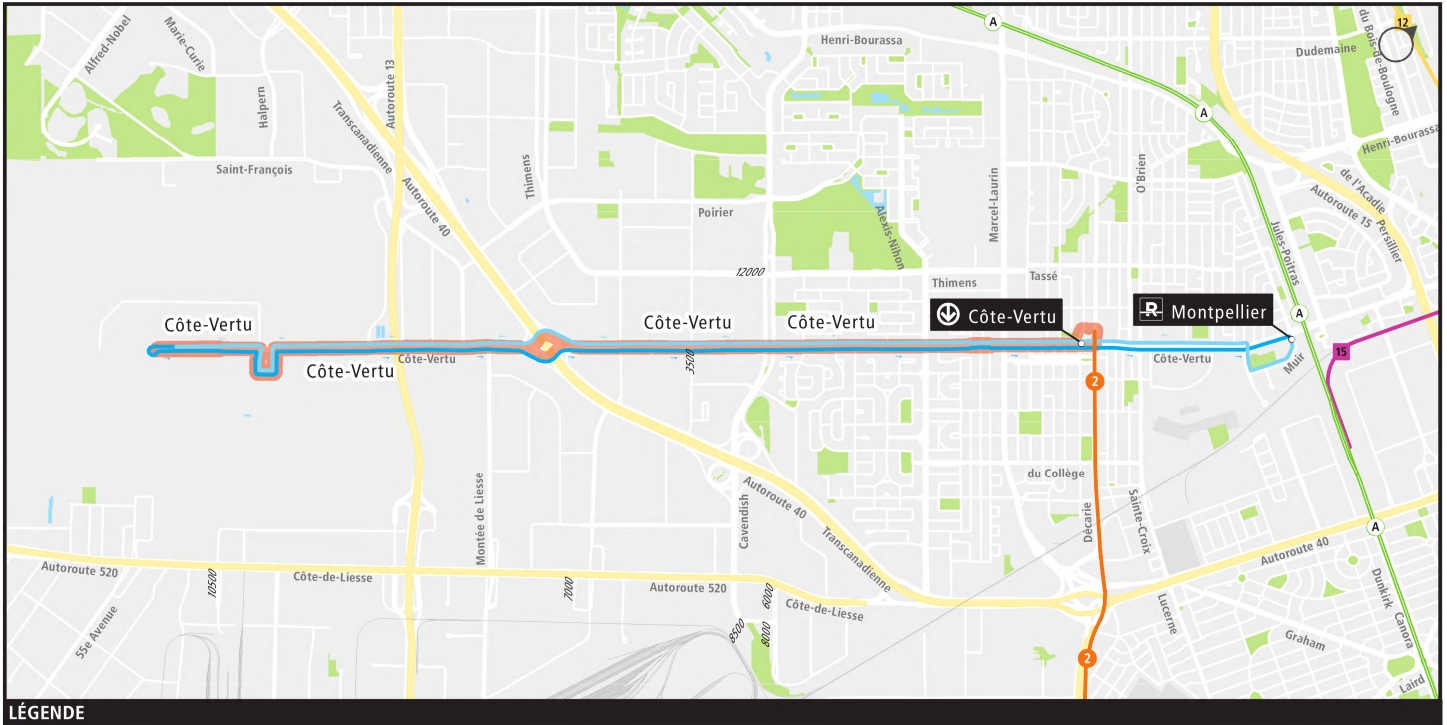 Alfred-Nobel
Marie-Curie
Halpern
Autoroute 13
Transcanadienne
Henri-Bourassa
A
12
Dudemaine
du Bois-de-Boulogne
Henri-Bourassa
A
Saint-François
Autoroute 40
Thimens
Poirier
Alexis-Nihon
Marcel-Laurin
O'Brien
de l'Acadie
Autoroute 15
Persillier
Jules-Poitras
12000
Thimens
Tassé
Côte-Vertu
Côte-Vertu
Côte-Vertu
Côte-Vertu
R Montpellier
A
Côte-Vertu
Côte-Vertu
3500
Côte-Vertu
Muir
15
2
Montée de Liesse
Cavendish
Autoroute 40
Transcanadienne
du Collège
Décarie
Sainte-Croix
A
Autoroute 40
Autoroute 520
10500
Côte-de-Liesse
7000
Autoroute 520
6000
Côte-de-Liesse
55e Avenue
8500
8000
2
Lucerne
Graham
Dunkirk
Canora
Laird
LÉGENDE